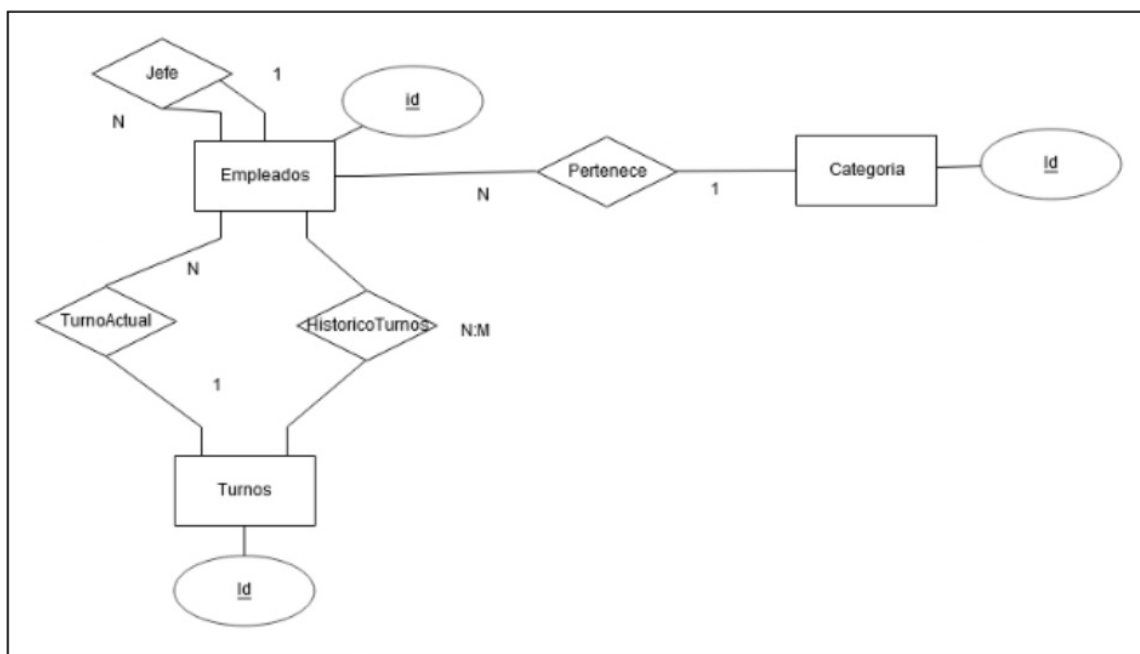 Jefe
1
id
N
Empleados
Pertenece
Categoria
Id
N
1
N
TurnoActual
HistoricoTurnos
N:M
1
Turnos
Id